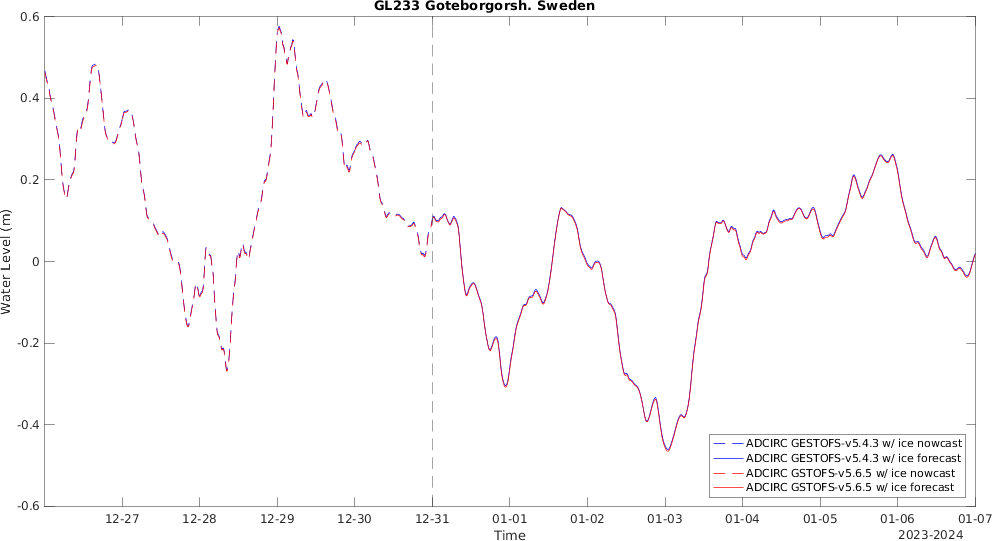 GL233 Goteborgorsh. Sweden
Water Level (m)
0.6
0.4
0.2
0
-0.2
-0.4
-0.6
ADCIRC GESTOFS-v5.4.3 w/ ice nowcast
ADCIRC GESTOFS-v5.4.3 w/ ice forecast
ADCIRC GSTOFS-v5.6.5 w/ ice nowcast
ADCIRC GSTOFS-v5.6.5 w/ ice forecast
12-27 12-28 12-29 12-30 12-31 01-01 01-02 01-03 01-04 01-05 01-06 01-07
Time
2023-2024